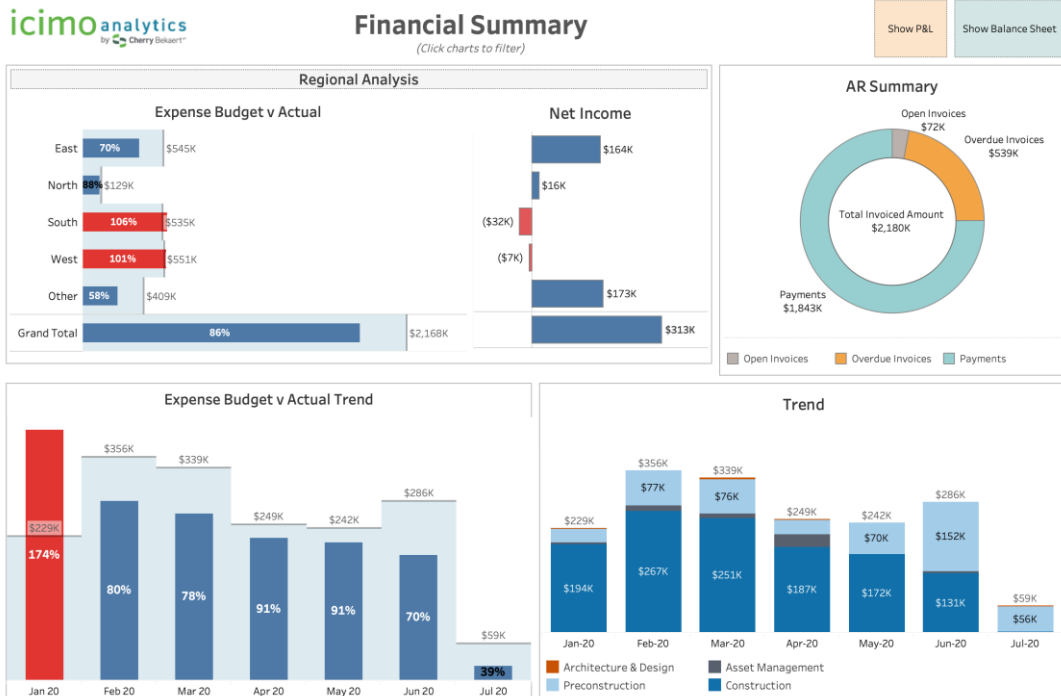 icimo analytics
by Cherry Bekaert
Financial Summary
(Click charts to filter)
Show P&L
Show Balance Sheet
Regional Analysis
Expense Budget v Actual
East
70%
$545K
North
88%
$129K
South
106%
$535K
West
101%
$551K
Other
58%
$409K
Grand Total
86%
$2,168K
Net Income
$164K
$16K
($32K)
($7K)
$173K
$313K
AR Summary
Open Invoices
$72K
Overdue Invoices
$539K
Total Invoiced Amount
$2,180K
Payments
$1,843K
Open Invoices
Overdue Invoices
Payments
Expense Budget v Actual Trend
$229K
174%
$356K
80%
$339K
78%
$249K
91%
$242K
91%
$286K
70%
$59K
39%
Jan 20
Feb 20
Mar 20
Apr 20
May 20
Jun 20
Jul 20
Trend
$229K
$194K
$356K
$77K
$267K
$339K
$76K
$251K
$249K
$187K
$242K
$70K
$172K
$286K
$152K
$131K
$59K
$56K
Jan-20
Feb-20
Mar-20
Apr-20
May-20
Jun-20
Jul-20
Architecture & Design
Asset Management
Preconstruction
Construction